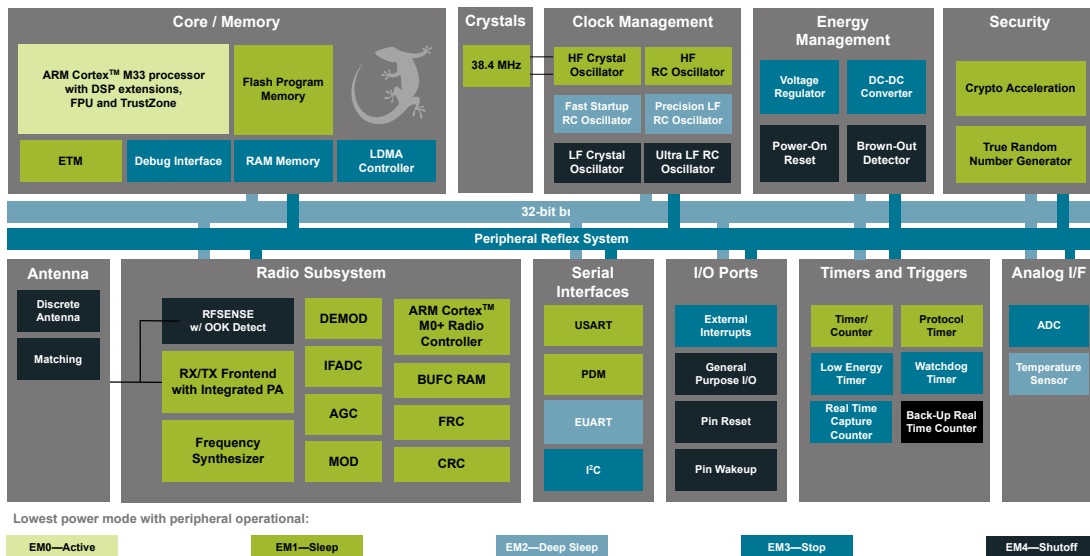 Core / Memory
ARM Cortex™ M33 processor
with DSP extensions,
FPU and TrustZone
Flash Program
Memory
ETM
Debug Interface
RAM Memory
LDMA
Controller
Crystals
38.4 MHz
Clock Management
HF Crystal
Oscillator
HF
RC Oscillator
Fast Startup
RC Oscillator
Precision LF
RC Oscillator
LF Crystal
Oscillator
Ultra LF RC
Oscillator
Energy
Management
Voltage
Regulator
DC-DC
Converter
Power-On
Reset
Brown-Out
Detector
Security
Crypto Acceleration
True Random
Number Generator
32-bit bu
Peripheral Reflex System
Antenna
Discrete
Antenna
Matching
Radio Subsystem
RFSENSE
w/ OOK Detect
RX/TX Frontend
with Integrated PA
Frequency
Synthesizer
DEMOD
IFADC
AGC
MOD
ARM Cortex™
M0+ Radio
Controller
BUFC RAM
FRC
CRC
Serial
Interfaces
USART
PDM
EUART
I²C
I/O Ports
External
Interrupts
General
Purpose I/O
Pin Reset
Pin Wakeup
Timers and Triggers
Timer/
Counter
Protocol
Timer
Low Energy
Timer
Watchdog
Timer
Real Time
Capture
Counter
Back-Up Real
Time Counter
Analog I/F
ADC
Temperature
Sensor
Lowest power mode with peripheral operational:
EM0—Active
EM1—Sleep
EM2—Deep Sleep
EM3—Stop
EM4—Shutoff